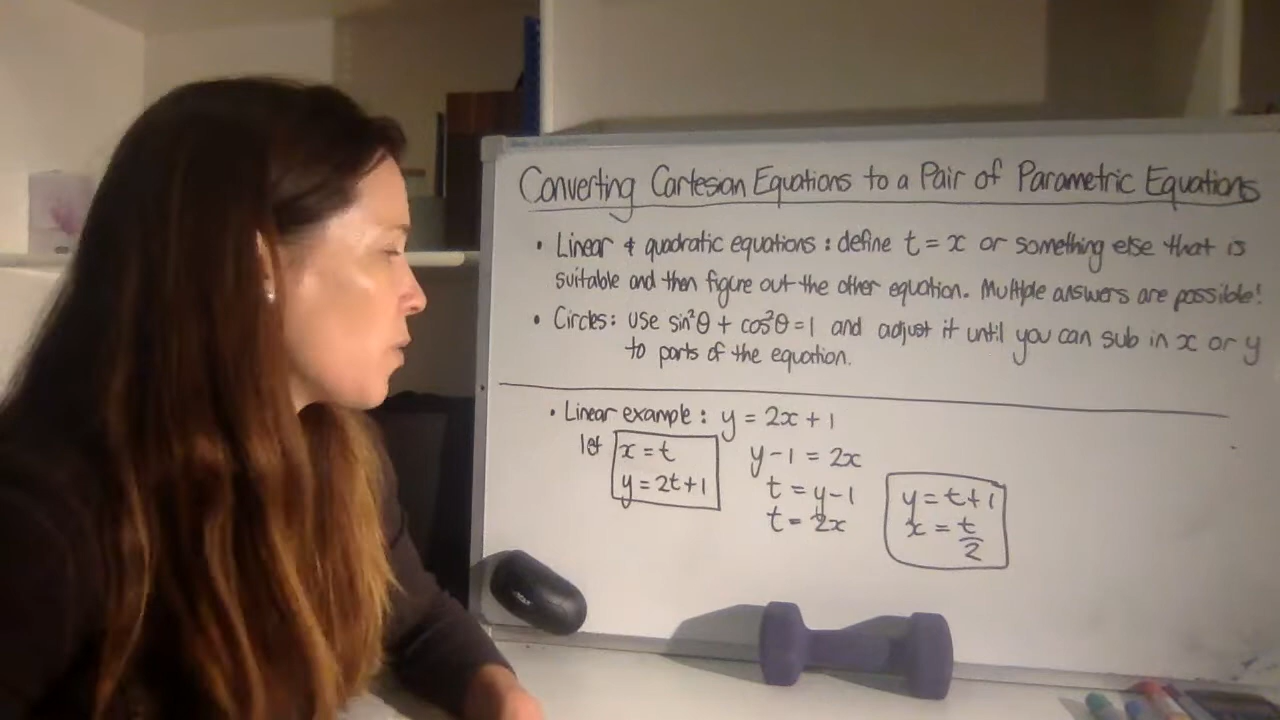 Converting Cartesian Equations to a Pair of Parametric Equations
• Linear & quadratic equations: define t = x or something else that is
suitable and then figure out the other equation. Multiple answers are possible!
• Circles: use sin²θ + cos²θ = 1 and adjust it until you can sub in x or y
to parts of the equation.
• Linear example: y = 2x + 1
let x = t
y = 2t + 1
y - 1 = 2x
t = y - 1
t = 2x
y = t + 1
x = t/2